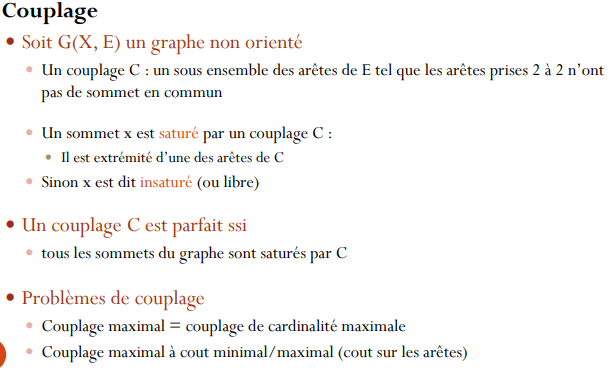 Couplage
• Soit G(X, E) un graphe non orienté
• Un couplage C : un sous ensemble des arêtes de E tel que les arêtes prises 2 à 2 n'ont
pas de sommet en commun
• Un sommet x est saturé par un couplage C :
• Il est extrémité d'une des arêtes de C
• Sinon x est dit insaturé (ou libre)
• Un couplage C est parfait ssi
• tous les sommets du graphe sont saturés par C
• Problèmes de couplage
• Couplage maximal = couplage de cardinalité maximale
• Couplage maximal à cout minimal/maximal (cout sur les arêtes)